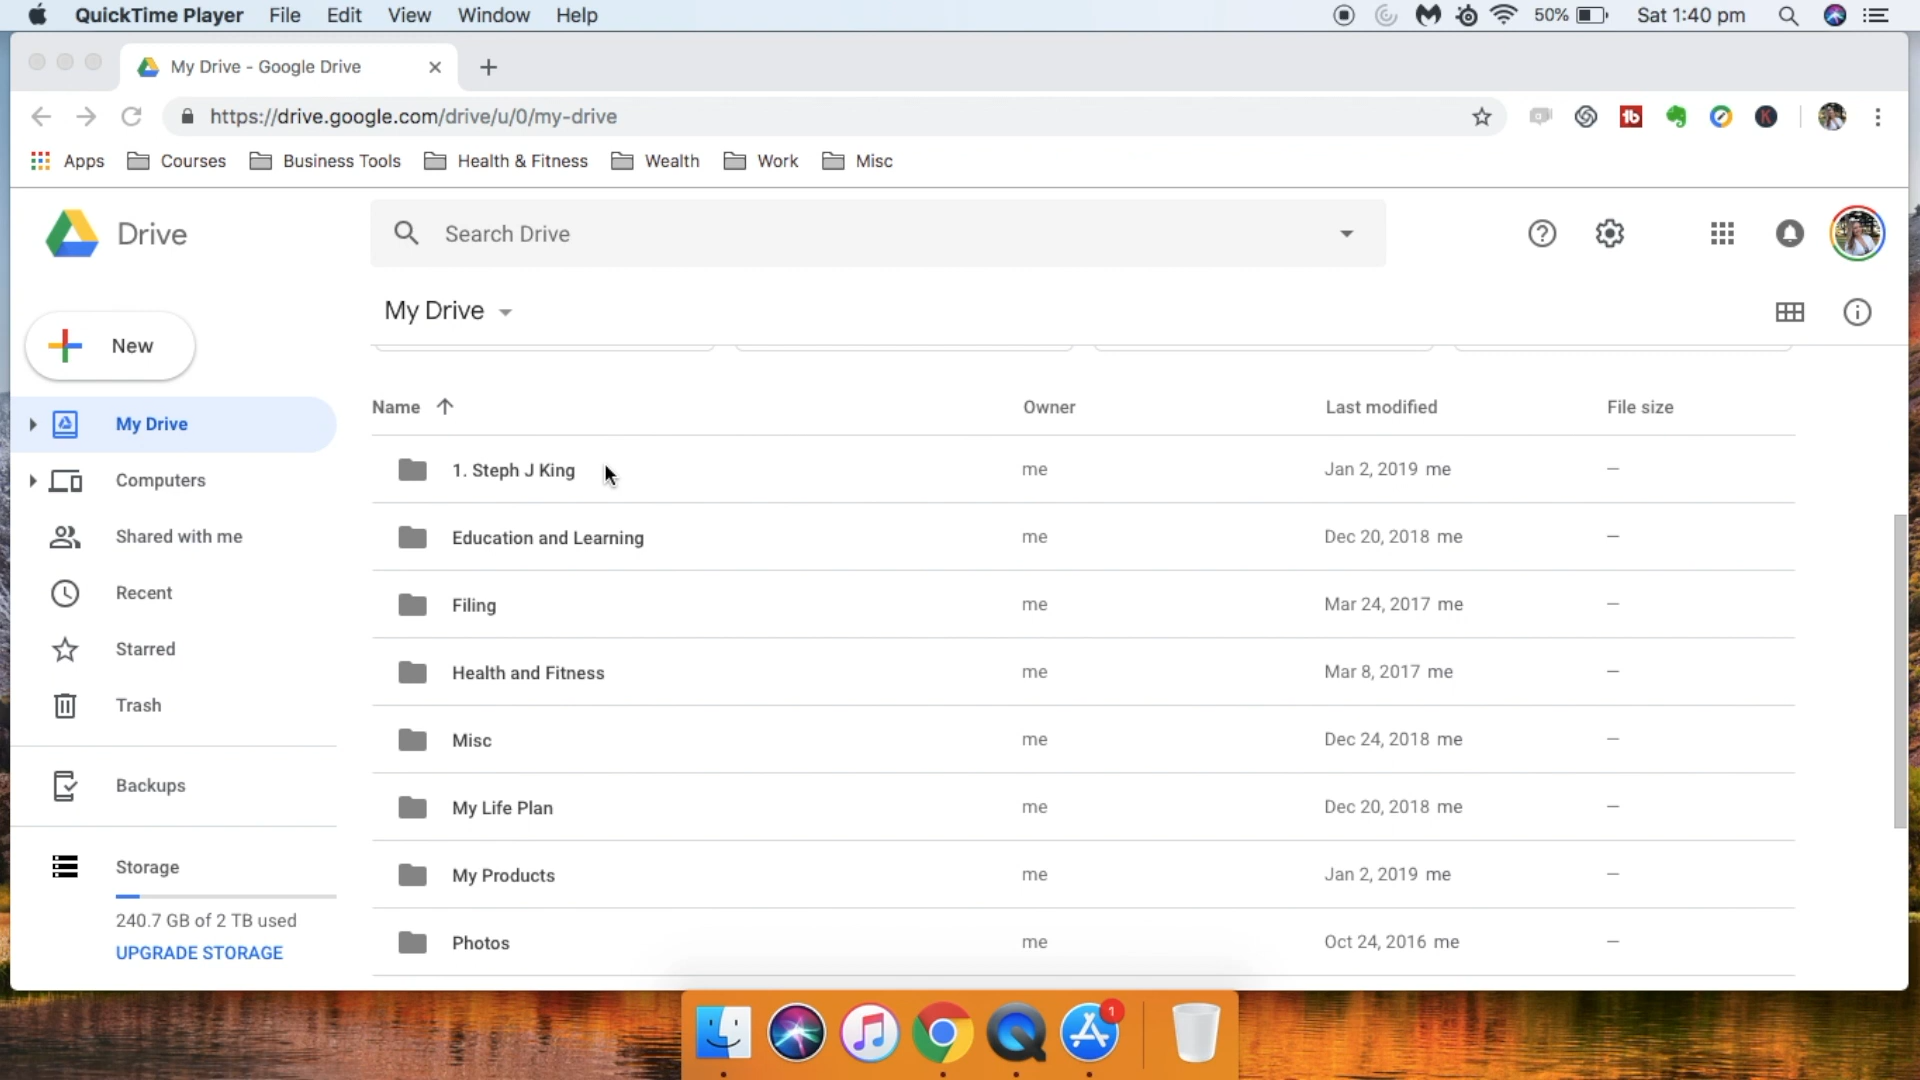 QuickTime Player File Edit View Window Help 50% Sat 1:40 pm
My Drive - Google Drive
https://drive.google.com/drive/u/0/my-drive
Apps Courses Business Tools Health & Fitness Wealth Work Misc
Drive Search Drive
My Drive
New
Name Owner Last modified File size
My Drive
1. Steph J King me Jan 2, 2019 me –
Computers
Education and Learning me Dec 20, 2018 me –
Shared with me
Filing me Mar 24, 2017 me –
Recent
Health and Fitness me Mar 8, 2017 me –
Starred
Misc me Dec 24, 2018 me –
Trash
My Life Plan me Dec 20, 2018 me –
Backups
My Products me Jan 2, 2019 me –
Storage
240.7 GB of 2 TB used
Photos me Oct 24, 2016 me –
UPGRADE STORAGE
1